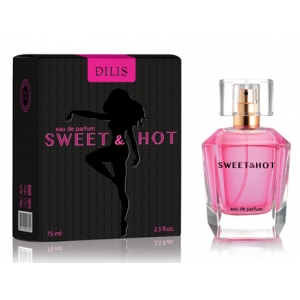 DILIS
eau de parfum
SWEET & HOT
75 ml
2.5 fl.oz.
SWEET&HOT
eau de parfum